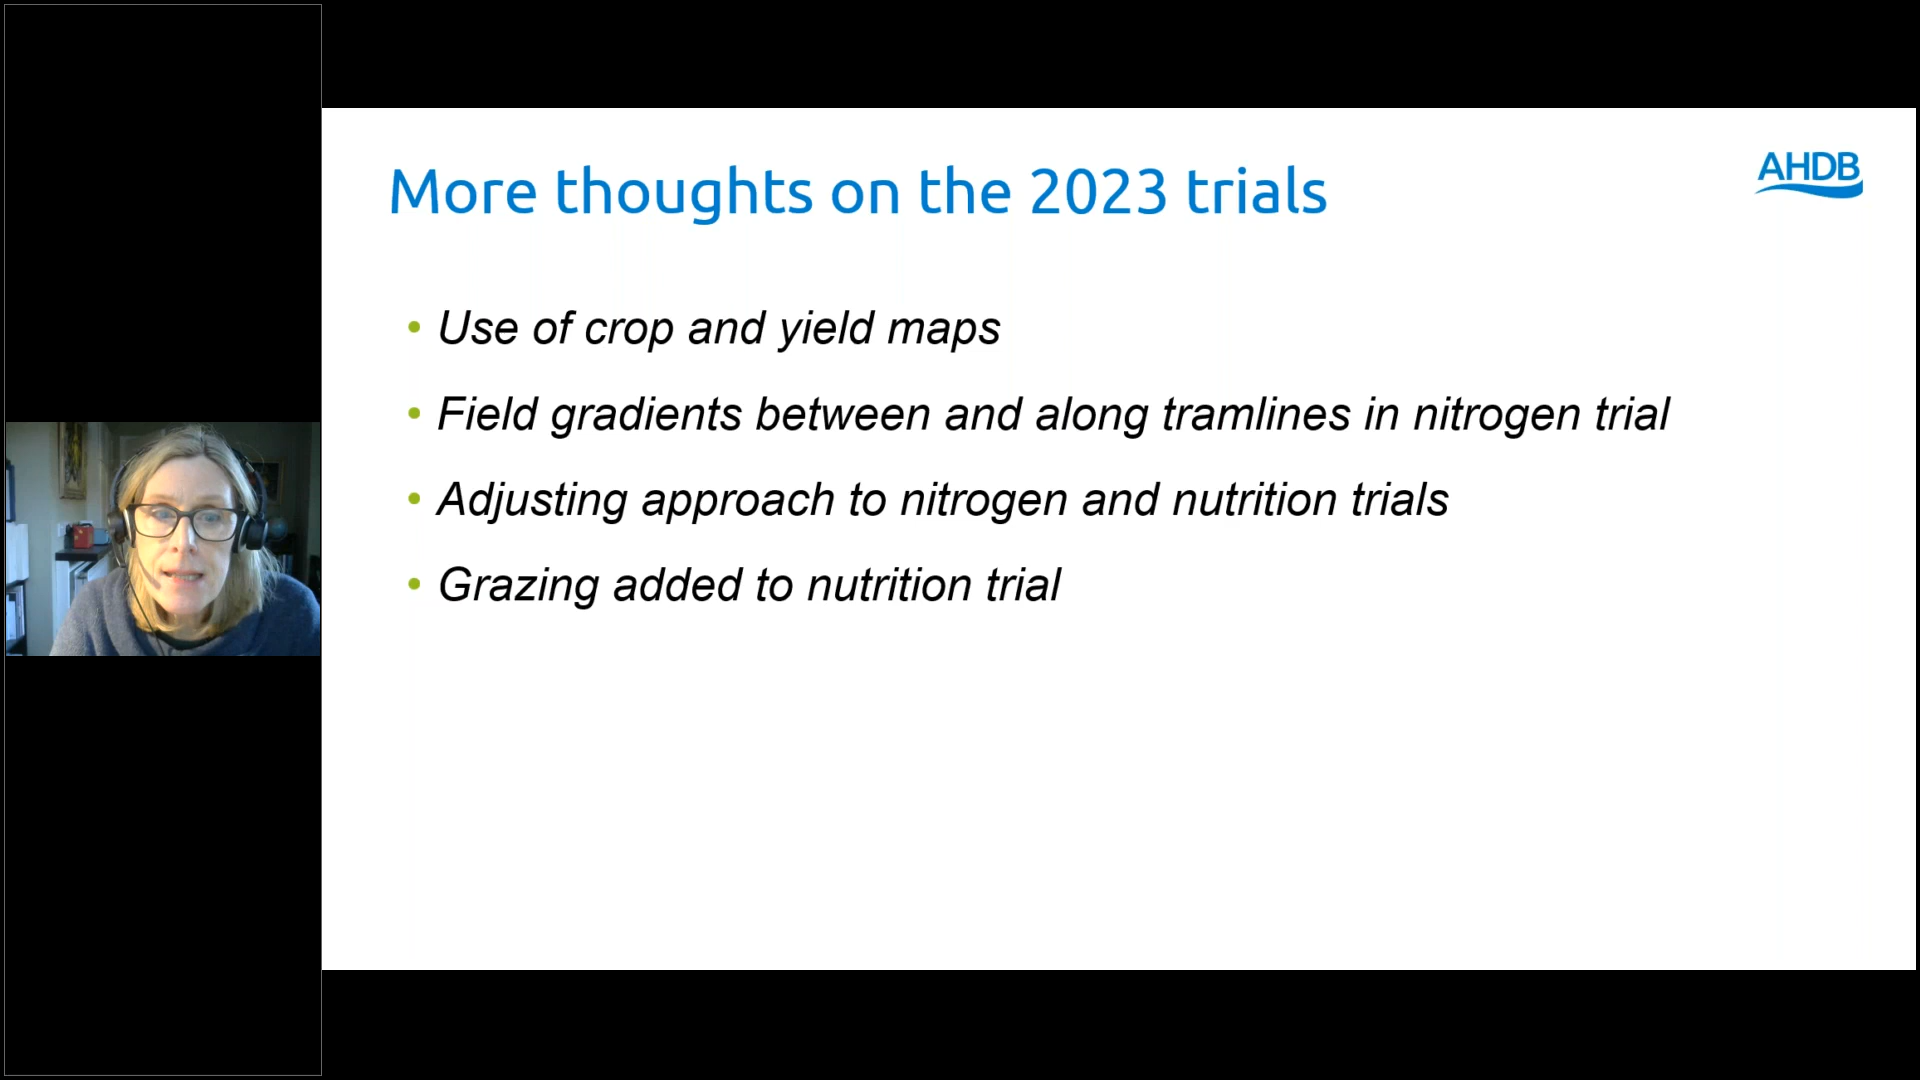 More thoughts on the 2023 trials
AHDB
• Use of crop and yield maps
• Field gradients between and along tramlines in nitrogen trial
• Adjusting approach to nitrogen and nutrition trials
• Grazing added to nutrition trial